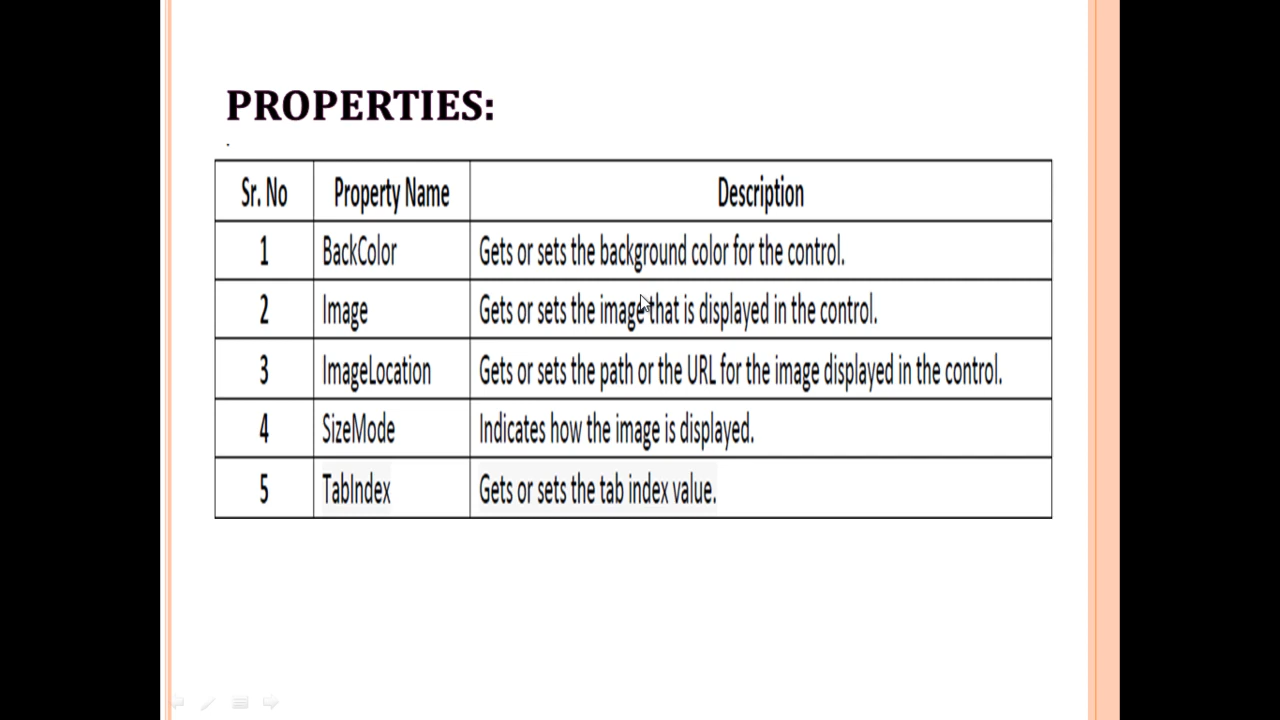 PROPERTIES:
.
Sr. No Property Name Description
1 BackColor Gets or sets the background color for the control.
2 Image Gets or sets the image that is displayed in the control.
3 ImageLocation Gets or sets the path or the URL for the image displayed in the control.
4 SizeMode Indicates how the image is displayed.
5 TabIndex Gets or sets the tab index value.